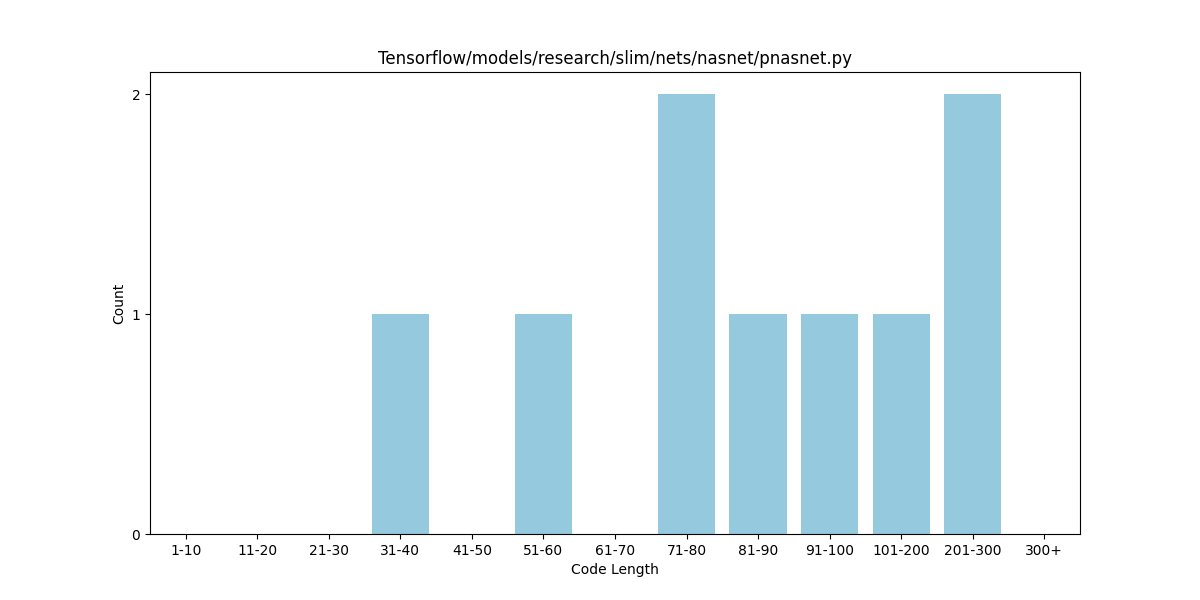 Tensorflow/models/research/slim/nets/nasnet/pnasnet.py
2
1
0
Count
1-10 11-20 21-30 31-40 41-50 51-60 61-70 71-80 81-90 91-100 101-200 201-300 300+
Code Length